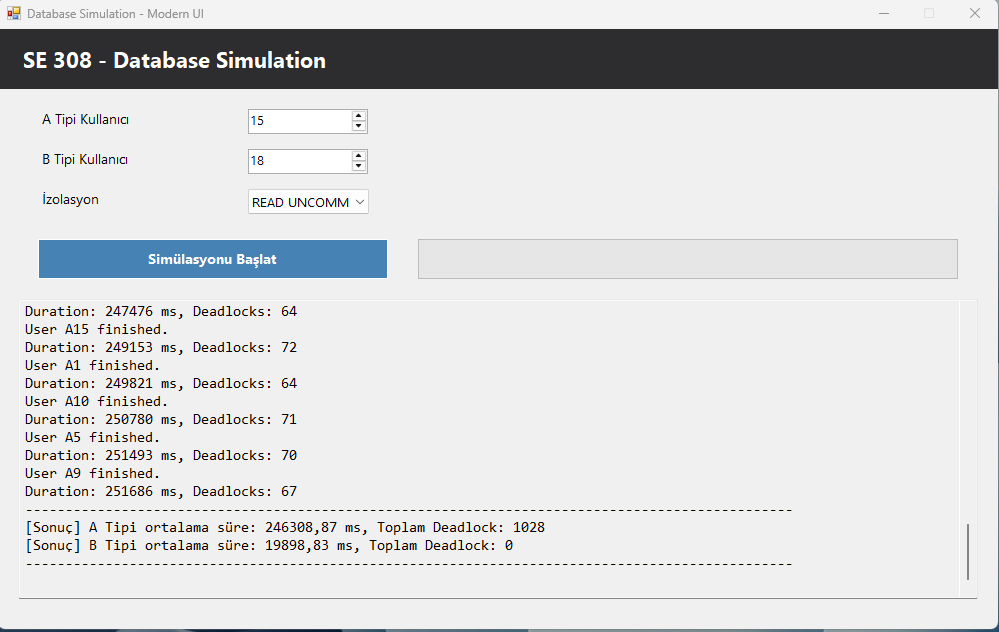 Database Simulation - Modern UI
SE 308 - Database Simulation
A Tipi Kullanıcı
15
B Tipi Kullanıcı
18
İzolasyon
READ UNCOMM
Simülasyonu Başlat
Duration: 247476 ms, Deadlocks: 64
User A15 finished.
Duration: 249153 ms, Deadlocks: 72
User A1 finished.
Duration: 249821 ms, Deadlocks: 64
User A10 finished.
Duration: 250780 ms, Deadlocks: 71
User A5 finished.
Duration: 251493 ms, Deadlocks: 70
User A9 finished.
Duration: 251686 ms, Deadlocks: 67
------------------------------------------------------------------------------------------------
[Sonuç] A Tipi ortalama süre: 246308,87 ms, Toplam Deadlock: 1028
[Sonuç] B Tipi ortalama süre: 19898,83 ms, Toplam Deadlock: 0
------------------------------------------------------------------------------------------------